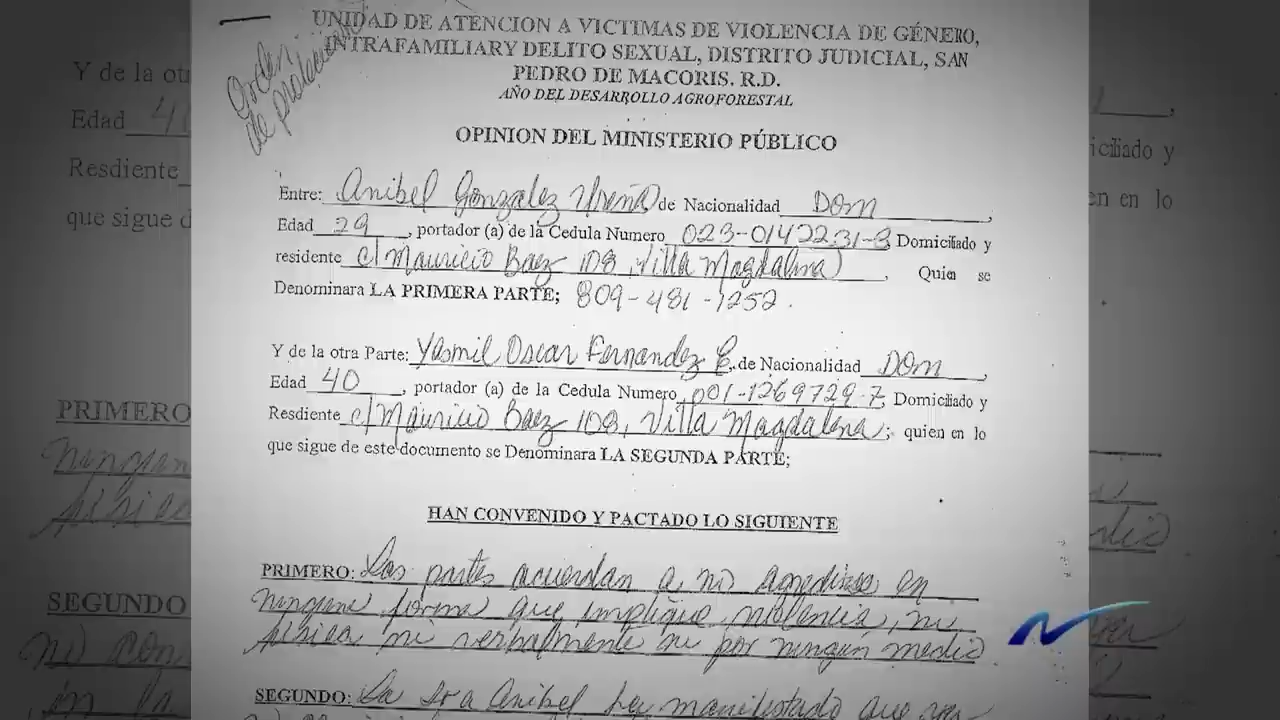 Orden
de protección
UNIDAD DE ATENCION A VICTIMAS DE VIOLENCIA DE GÉNERO,
INTRAFAMILIAR Y DELITO SEXUAL, DISTRITO JUDICIAL, SAN
PEDRO DE MACORIS. R.D.
AÑO DEL DESARROLLO AGROFORESTAL
OPINION DEL MINISTERIO PÚBLICO
Entre: Anibel Gonzalez Ureña de Nacionalidad DOM,
Edad 29, portador (a) de la Cedula Numero 023-0142231-3 Domiciliado y
residente c/ Mauricio Baez 108, Villa Magdalena, Quien se
Denominara LA PRIMERA PARTE; 809-481-1252.
Y de la otra Parte: Yasmil Oscar Fernandez E, de Nacionalidad DOM,
Edad 40, portador (a) de la Cedula Numero 001-1269729-7, Domiciliado y
Resdiente c/ Mauricio Baez 108, Villa Magdalena; quien en lo
que sigue de este documento se Denominara LA SEGUNDA PARTE;
HAN CONVENIDO Y PACTADO LO SIGUIENTE
PRIMERO: Las partes acuerdan a no agredirse en
ninguna forma que implique violencia, ni
física ni verbalmente ni por ningún medio
SEGUNDO: La Sra Anibel ha manifestado que
Y de la otr
Edad
Resdiente
que sigue d
PRIMERO
SEGUNDO
iciliado y
en en lo